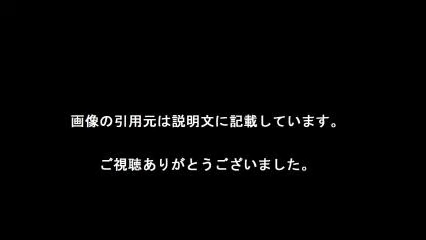 画像の引用元は説明文に記載しています。
ご視聴ありがとうございました。